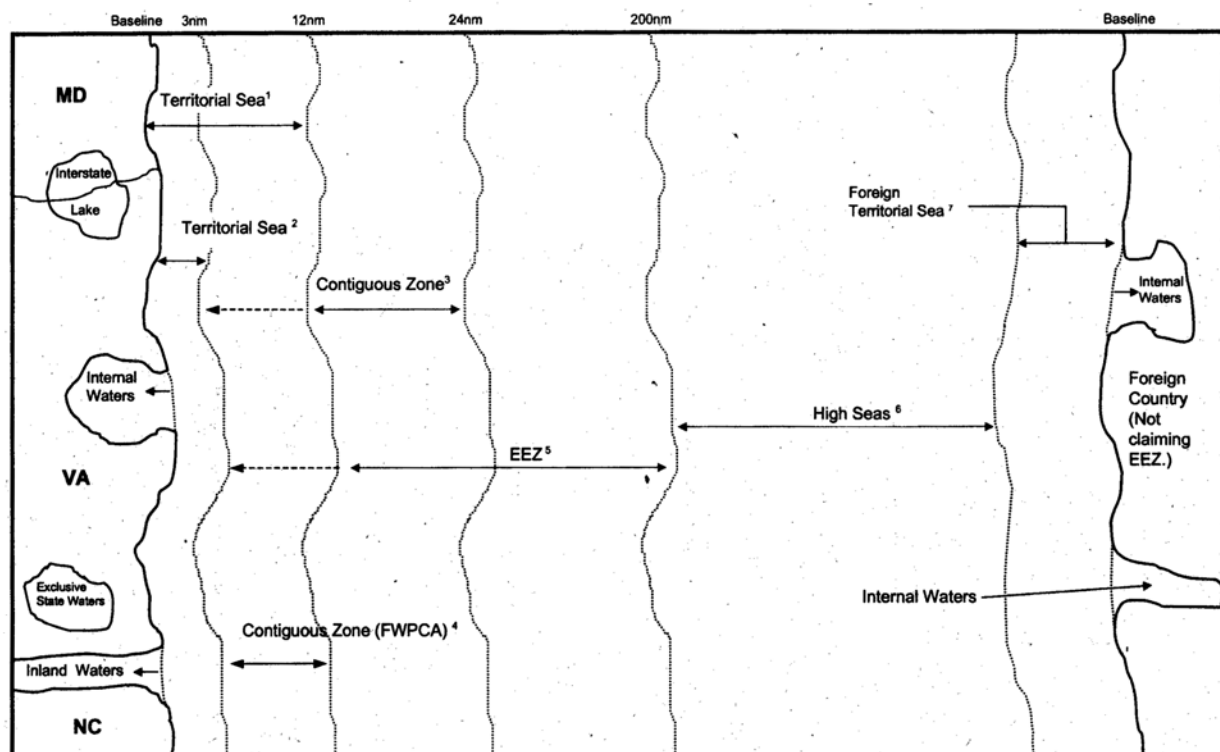 Baseline 3nm 12nm 24nm 200nm Baseline
MD
Territorial Sea¹
Interstate
Lake
Territorial Sea ²
Foreign
Territorial Sea ⁷
Contiguous Zone³
Internal
Waters
Internal
Waters
Foreign
Country
(Not
claiming
EEZ.)
High Seas ⁶
EEZ ⁵
VA
Exclusive
State Waters
Internal Waters
Contiguous Zone (FWPCA) ⁴
Inland Waters
NC